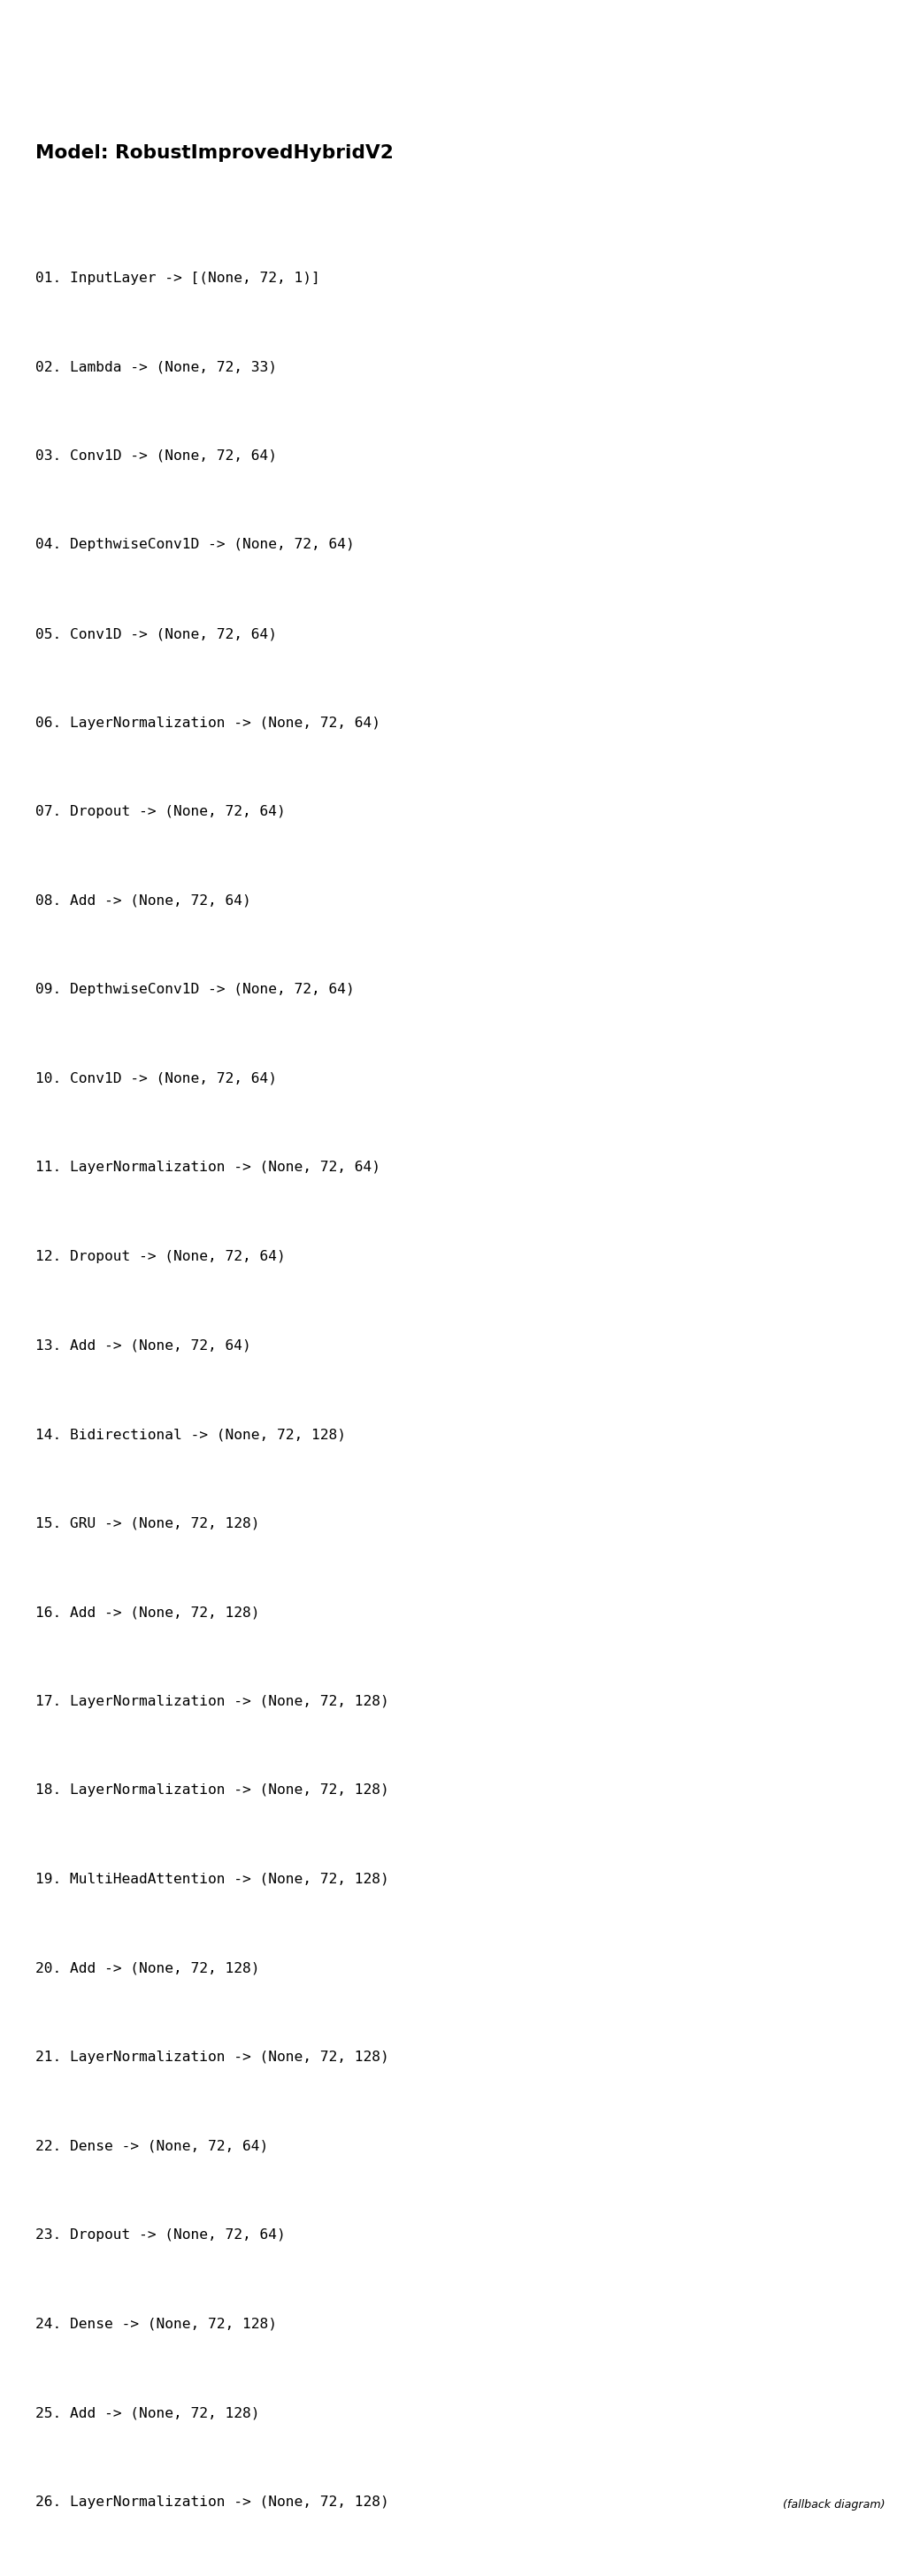 Model: RobustImprovedHybridV2
01. InputLayer -> [(None, 72, 1)]
02. Lambda -> (None, 72, 33)
03. Conv1D -> (None, 72, 64)
04. DepthwiseConv1D -> (None, 72, 64)
05. Conv1D -> (None, 72, 64)
06. LayerNormalization -> (None, 72, 64)
07. Dropout -> (None, 72, 64)
08. Add -> (None, 72, 64)
09. DepthwiseConv1D -> (None, 72, 64)
10. Conv1D -> (None, 72, 64)
11. LayerNormalization -> (None, 72, 64)
12. Dropout -> (None, 72, 64)
13. Add -> (None, 72, 64)
14. Bidirectional -> (None, 72, 128)
15. GRU -> (None, 72, 128)
16. Add -> (None, 72, 128)
17. LayerNormalization -> (None, 72, 128)
18. LayerNormalization -> (None, 72, 128)
19. MultiHeadAttention -> (None, 72, 128)
20. Add -> (None, 72, 128)
21. LayerNormalization -> (None, 72, 128)
22. Dense -> (None, 72, 64)
23. Dropout -> (None, 72, 64)
24. Dense -> (None, 72, 128)
25. Add -> (None, 72, 128)
26. LayerNormalization -> (None, 72, 128)
(fallback diagram)